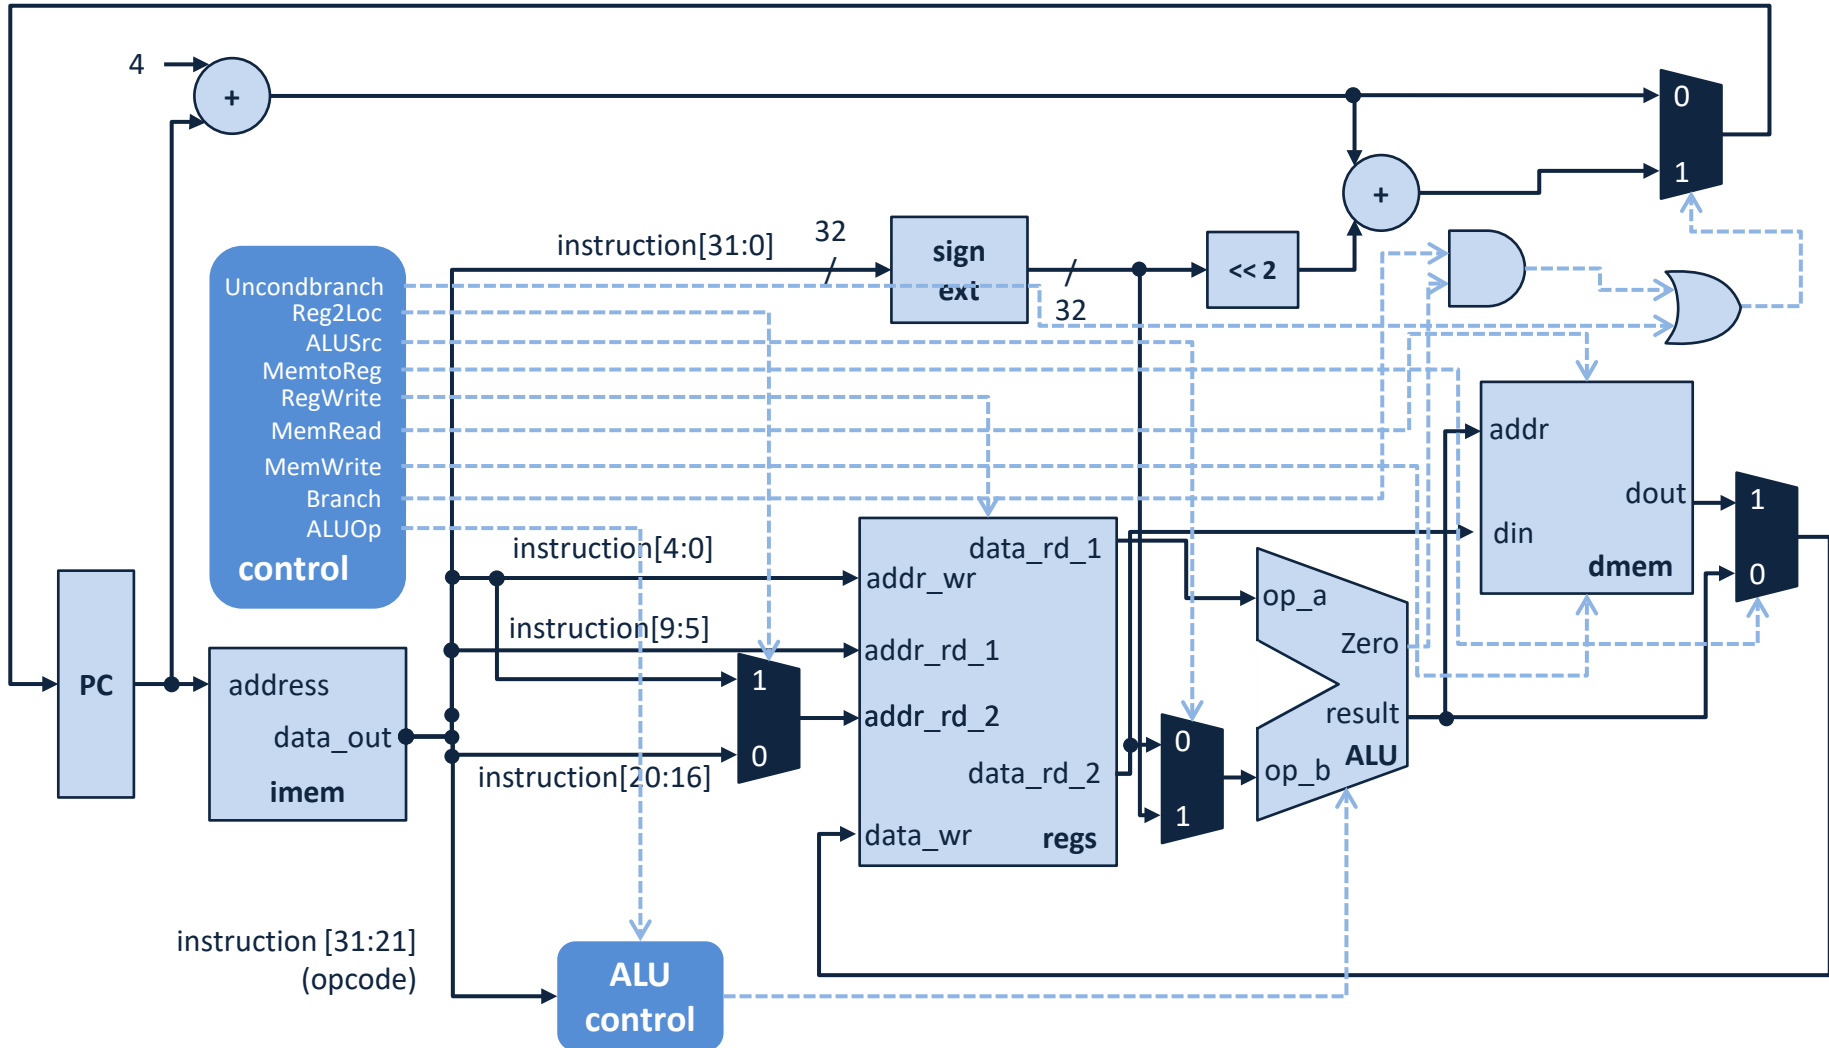 4
+
0
1
+
instruction[31:0]
32
sign
ext
32
<< 2
Uncondbranch
Reg2Loc
ALUSrc
MemtoReg
RegWrite
MemRead
MemWrite
Branch
ALUOp
control
instruction[4:0]
instruction[9:5]
instruction[20:16]
1
0
data_rd_1
addr_wr
addr_rd_1
addr_rd_2
data_rd_2
data_wr
regs
0
1
op_a
Zero
result
ALU
op_b
addr
dout
din
dmem
1
0
PC
address
data_out
imem
instruction [31:21]
(opcode)
ALU
control